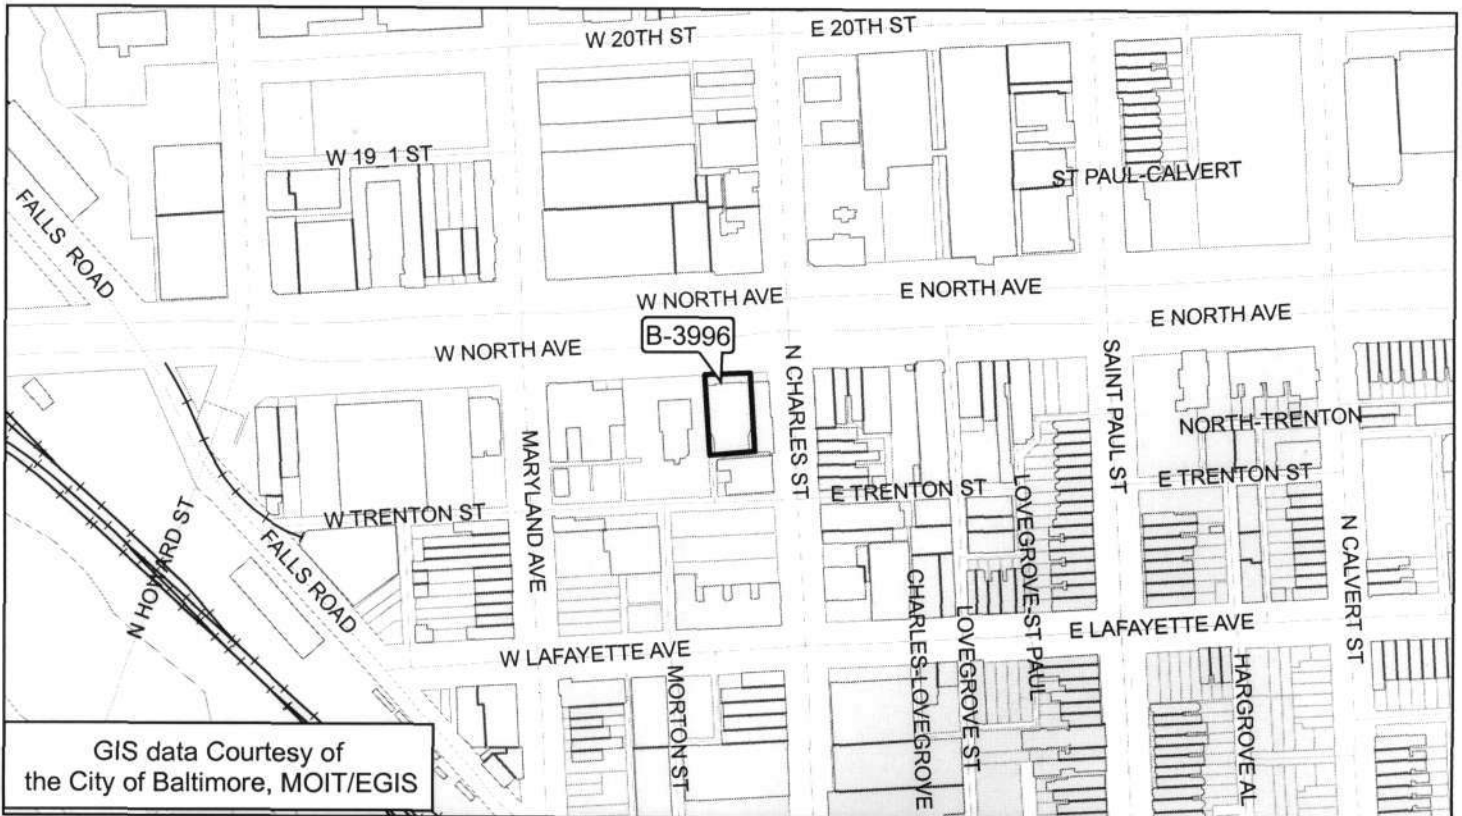 W 20TH ST
E 20TH ST
W 19_1 ST
ST PAUL-CALVERT
FALLS ROAD
W NORTH AVE
E NORTH AVE
E NORTH AVE
B-3996
W NORTH AVE
N CHARLES ST
SAINT PAUL ST
NORTH-TRENTON
MARYLAND AVE
E TRENTON ST
E TRENTON ST
W TRENTON ST
LOVEGROVE-ST PAUL
N HOWARD ST
FALLS ROAD
N CALVERT ST
CHARLES-LOVEGROVE
LOVEGROVE ST
E LAFAYETTE AVE
W LAFAYETTE AVE
MORTON ST
HARGROVE AL
GIS data Courtesy of
the City of Baltimore, MOIT/EGIS